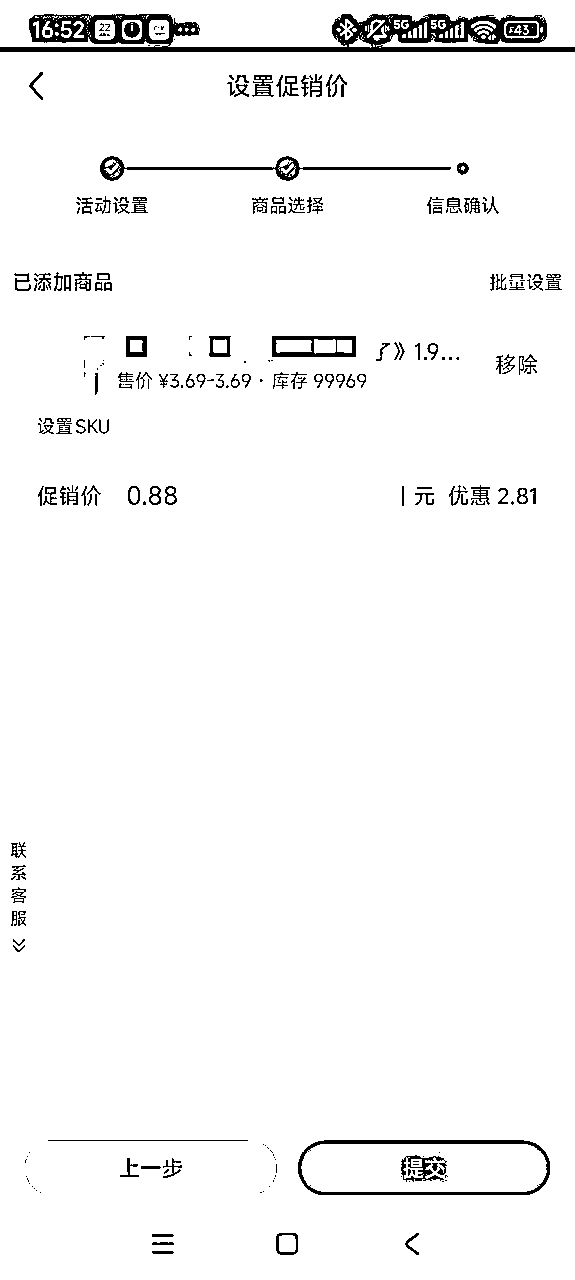 16:52
5G 5G 43
设置促销价
活动设置 商品选择 信息确认
已添加商品 批量设置
》1.9... 移除
售价 ¥3.69-3.69 · 库存 99969
设置SKU
促销价 0.88 元 优惠 2.81
联系客服
上一步 提交